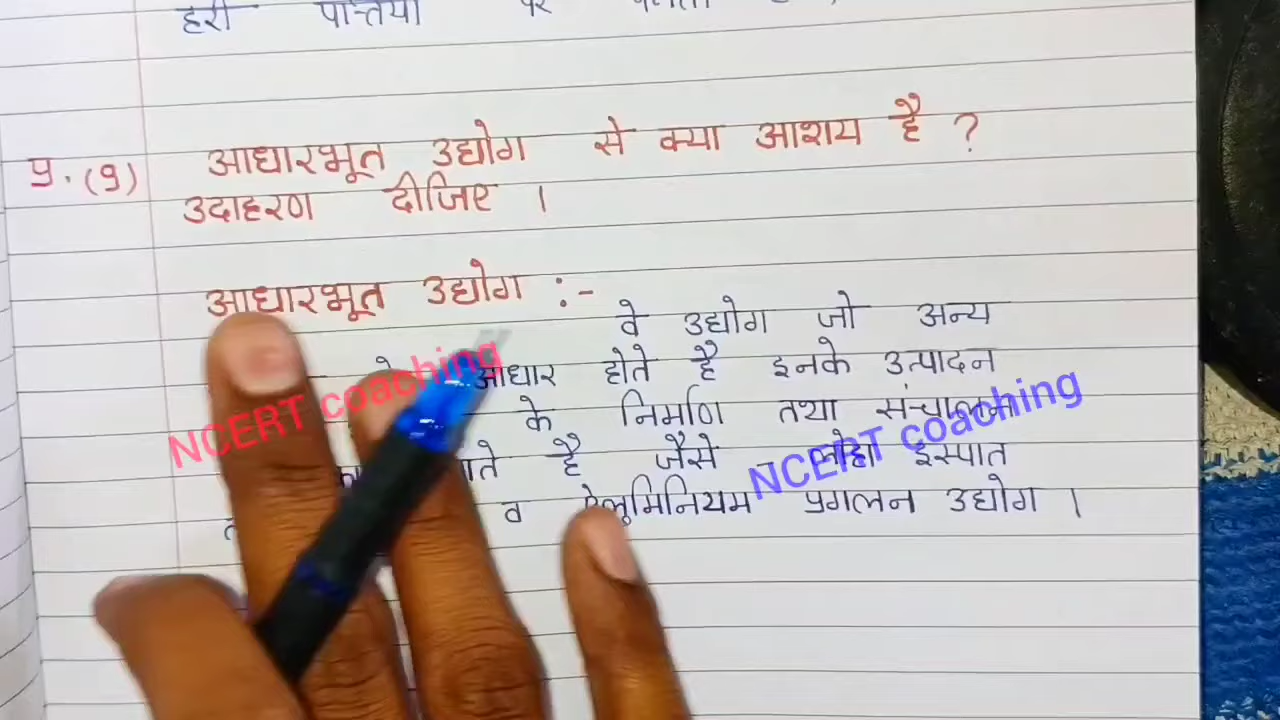 हरी पत्तियों पर
प्र. (9) आधारभूत उद्योग से क्या आशय है ?
उदाहरण दीजिए ।
आधारभूत उद्योग :-
वे उद्योग जो अन्य
आधार होते है इनके उत्पादन
के निर्माण तथा संचालन
है जैसे - लोहा इस्पात
व ऐलुमिनियम प्रगलन उद्योग ।
NCERT coaching
NCERT coaching